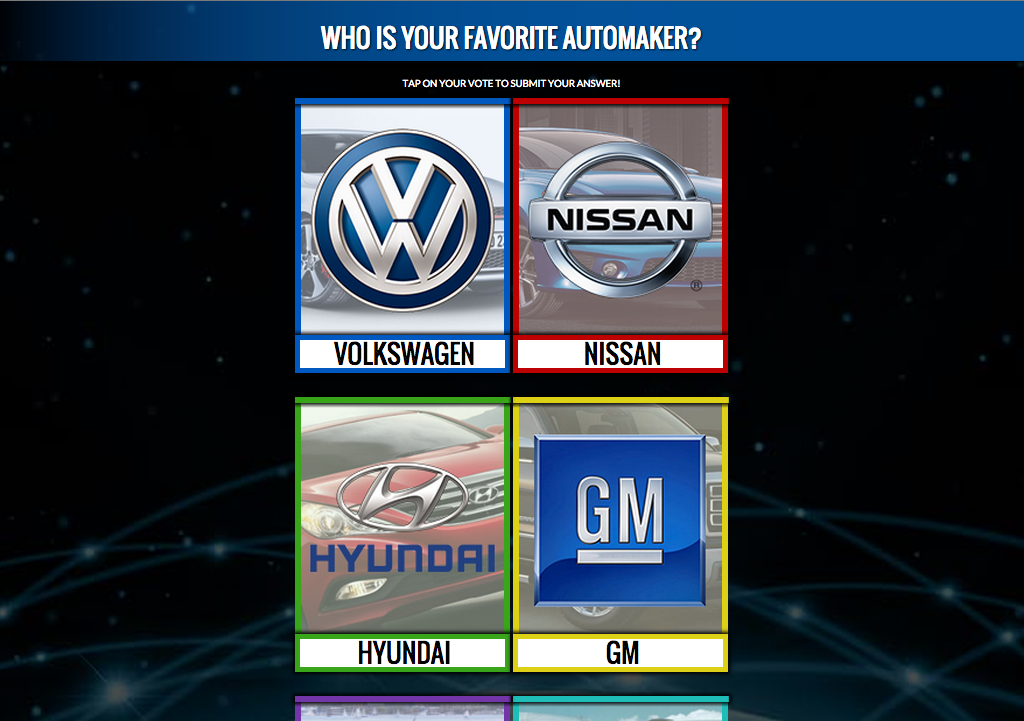 WHO IS YOUR FAVORITE AUTOMAKER?
TAP ON YOUR VOTE TO SUBMIT YOUR ANSWER!
VW
NISSAN
®
VOLKSWAGEN
NISSAN
HYUNDAI
GM
HYUNDAI
GM